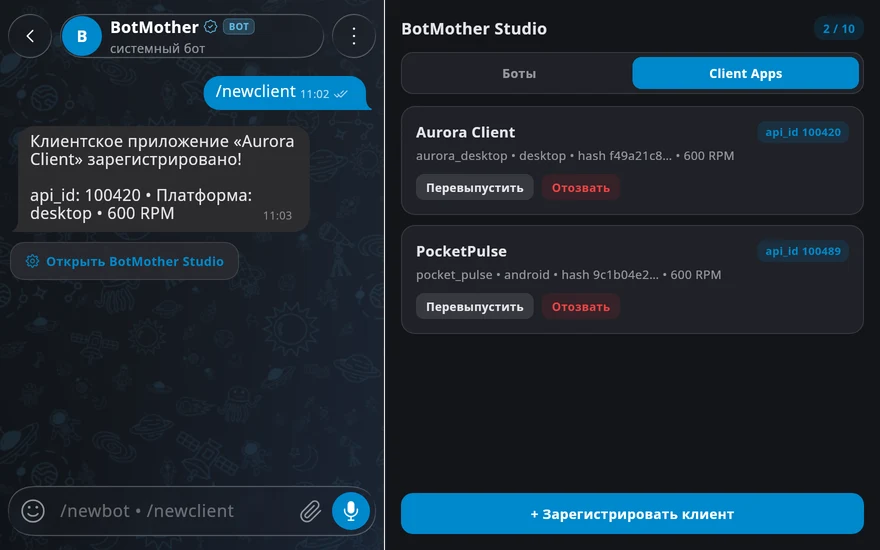 B
BotMother
BOT
системный бот
/newclient 11:02
Клиентское приложение «Aurora
Client» зарегистрировано!
api_id: 100420 • Платформа:
desktop • 600 RPM
11:03
Открыть BotMother Studio
/newbot • /newclient
BotMother Studio
2 / 10
Боты
Client Apps
Aurora Client
api_id 100420
aurora_desktop • desktop • hash f49a21c8… • 600 RPM
Перевыпустить
Отозвать
PocketPulse
api_id 100489
pocket_pulse • android • hash 9c1b04e2… • 600 RPM
Перевыпустить
Отозвать
+ Зарегистрировать клиент